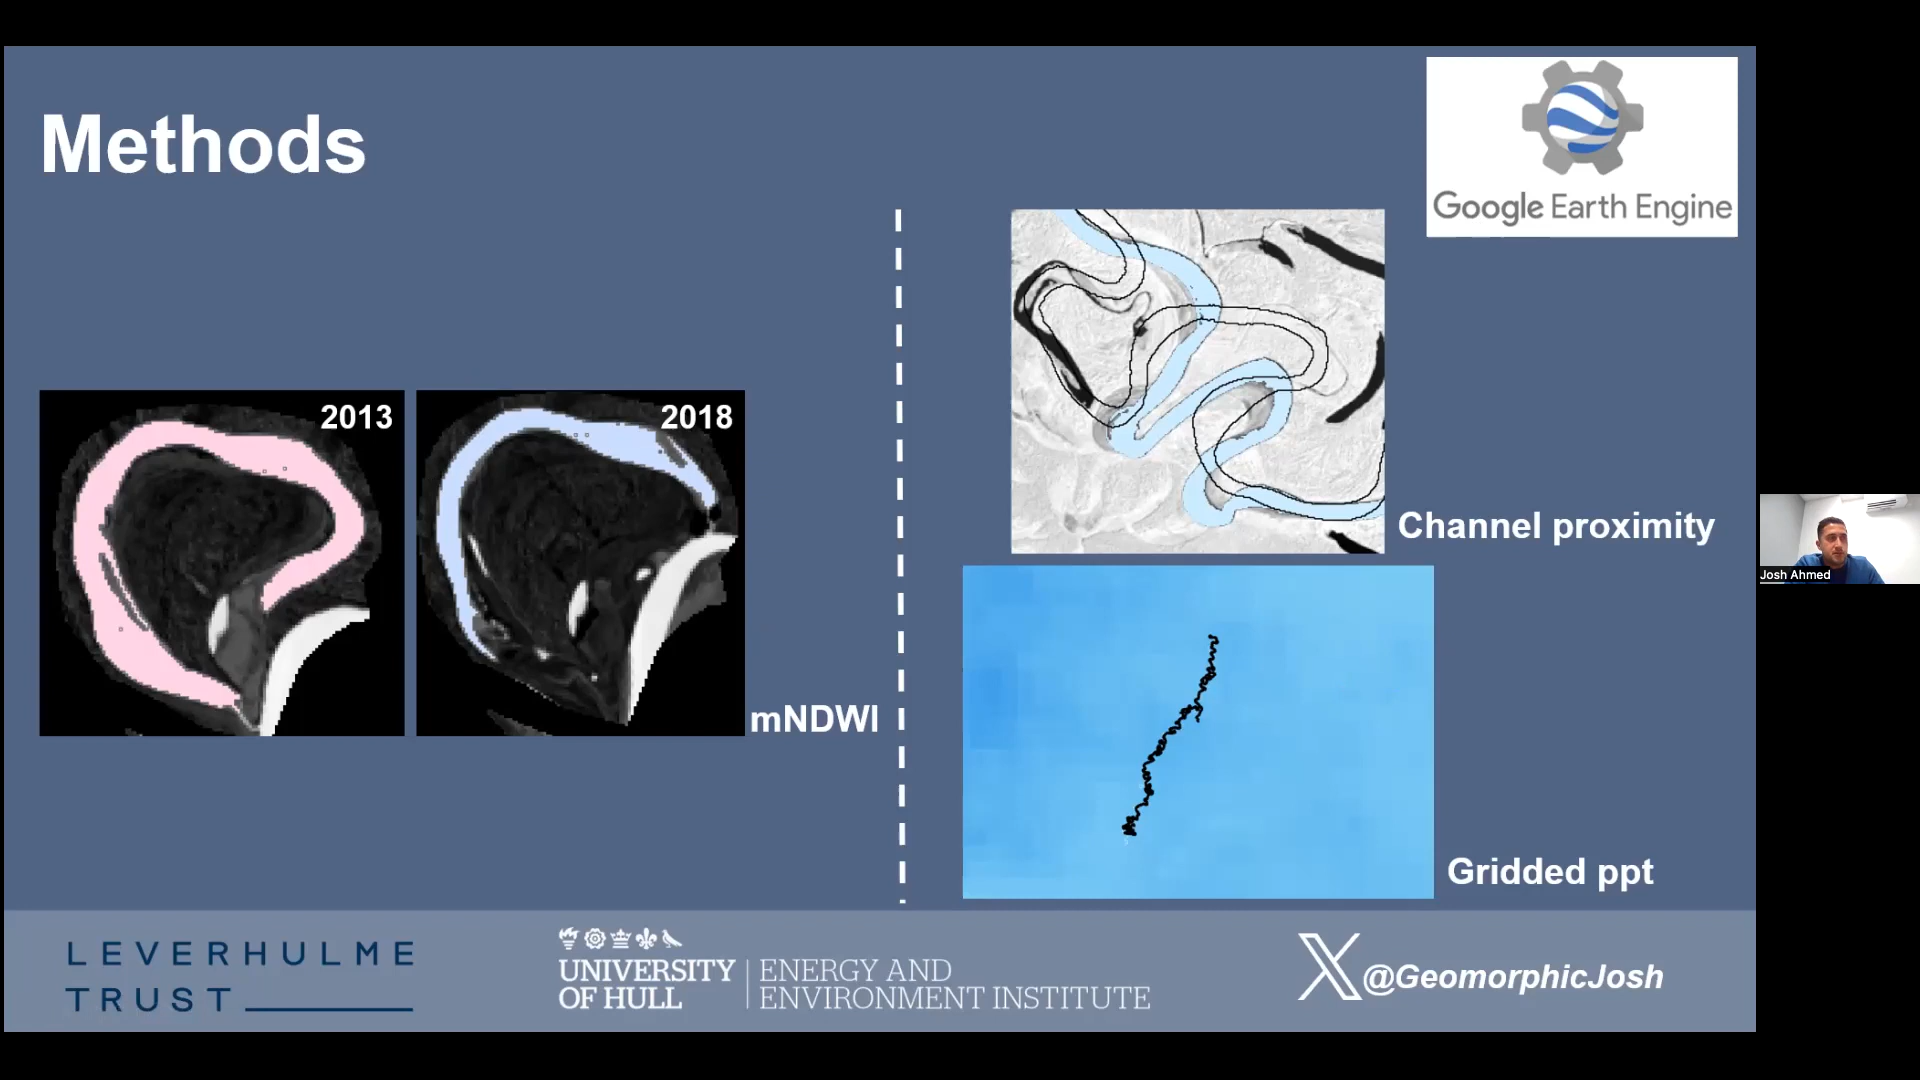 Methods
Google Earth Engine
2013
2018
mNDWI
Channel proximity
Gridded ppt
Josh Ahmed
LEVERHULME
TRUST
UNIVERSITY
OF HULL
ENERGY AND
ENVIRONMENT INSTITUTE
@GeomorphicJosh